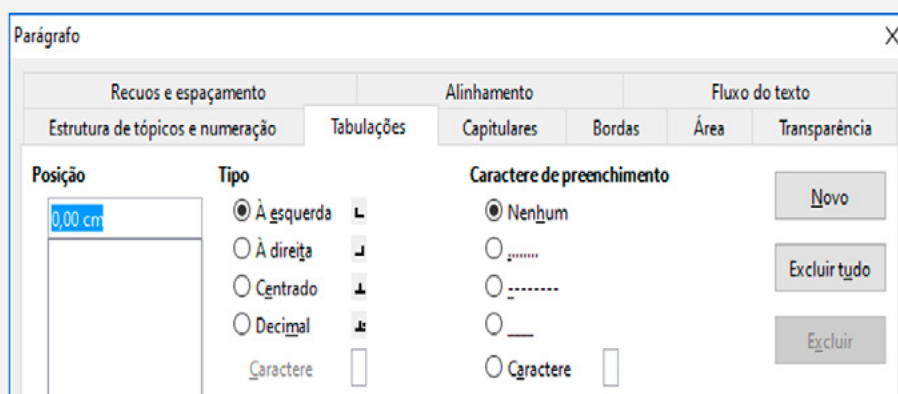 Parágrafo
Recuos e espaçamento Alinhamento Fluxo do texto
Estrutura de tópicos e numeração Tabulações Capitulares Bordas Área Transparência
Posição Tipo Caractere de preenchimento
0,00 cm À esquerda Nenhum Novo
À direita ........
Centrado -------- Excluir tudo
Decimal ___ Excluir
Caractere Caractere